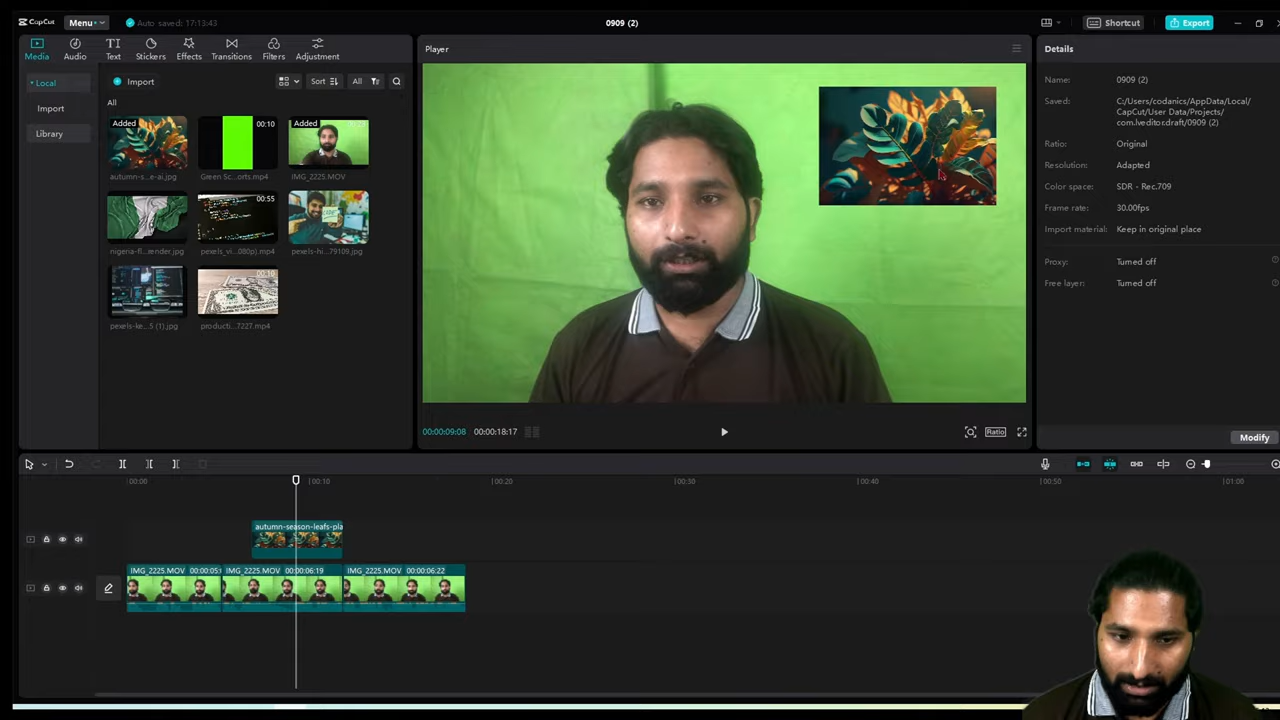 CapCut
Menu
Auto saved: 17:13:43
0909 (2)
Shortcut
Export
Media
Audio
Text
Stickers
Effects
Transitions
Filters
Adjustment
Local
Import
Library
Import
Sort
All
All
Added
00:10
Added
autumn-s...e-ai.jpg
Green Sc...orts.mp4
IMG_2225.MOV
00:55
nigeria-fl...render.jpg
pexels_vi...080p).mp4
pexels-hi...79109.jpg
00:16
pexels-ke...5 (1).jpg
producti...7227.mp4
Player
00:00:09:08
00:00:18:17
Ratio
Details
Name:
0909 (2)
Saved:
C:/Users/codanics/AppData/Local/
CapCut/User Data/Projects/
com.lveditor.draft/0909 (2)
Ratio:
Original
Resolution:
Adapted
Color space:
SDR - Rec.709
Frame rate:
30.00fps
Import material:
Keep in original place
Proxy:
Turned off
Free layer:
Turned off
Modify
00:00
00:10
00:20
00:30
00:40
00:50
01:00
autumn-season-leafs-pla
IMG_2225.MOV 00:00:05:
IMG_2225.MOV 00:00:06:19
IMG_2225.MOV 00:00:06:22